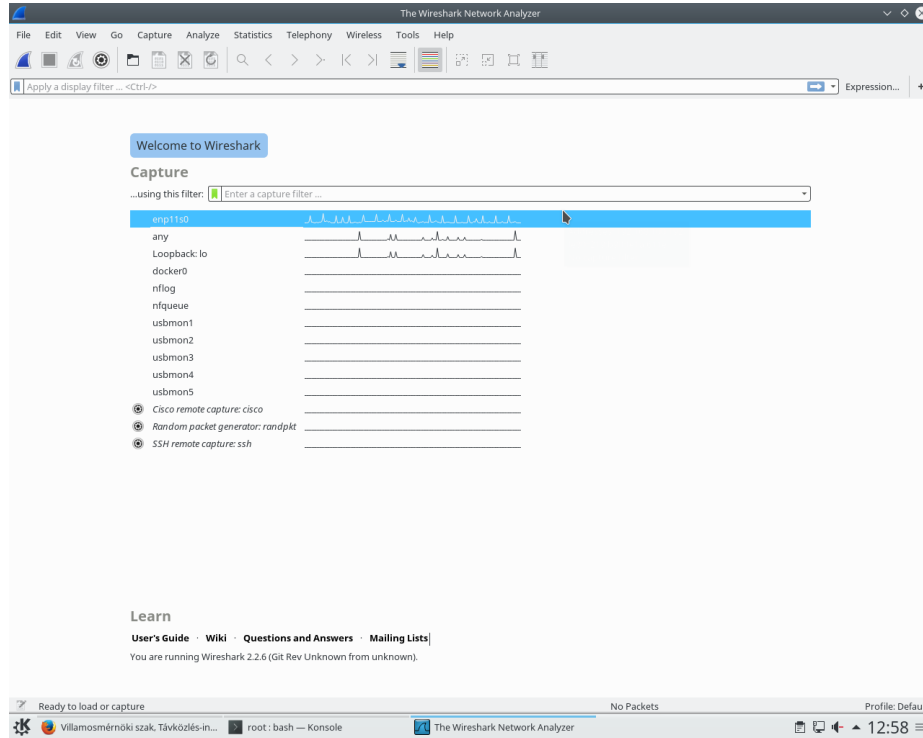 The Wireshark Network Analyzer
File Edit View Go Capture Analyze Statistics Telephony Wireless Tools Help
Apply a display filter ... <Ctrl-/> Expression... +
Welcome to Wireshark
Capture
...using this filter: Enter a capture filter ...
enp11s0
any
Loopback: lo
docker0
nflog
nfqueue
usbmon1
usbmon2
usbmon3
usbmon4
usbmon5
Cisco remote capture: cisco
Random packet generator: randpkt
SSH remote capture: ssh
Learn
User's Guide · Wiki · Questions and Answers · Mailing Lists
You are running Wireshark 2.2.6 (Git Rev Unknown from unknown).
Ready to load or capture No Packets Profile: Defau
Villamosmérnöki szak, Távközlés-in... root : bash — Konsole The Wireshark Network Analyzer 12:58